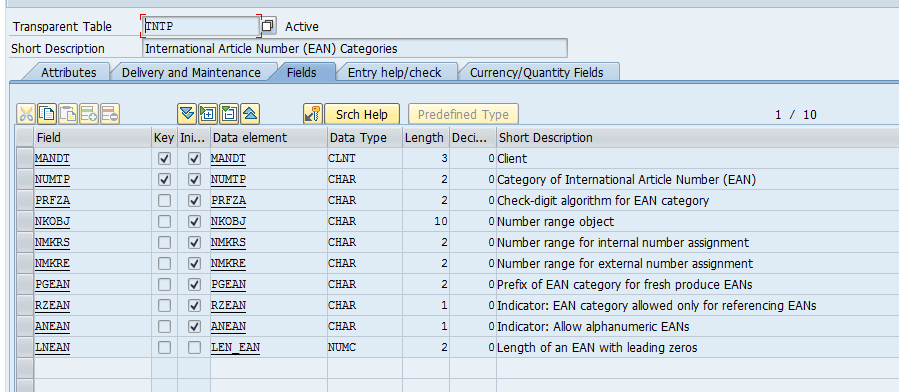 Transparent Table TNTP Active
Short Description International Article Number (EAN) Categories
Attributes Delivery and Maintenance Fields Entry help/check Currency/Quantity Fields
Srch Help Predefined Type 1 / 10
Field Key Ini... Data element Data Type Length Deci... Short Description
MANDT MANDT CLNT 3 0 Client
NUMTP NUMTP CHAR 2 0 Category of International Article Number (EAN)
PRFZA PRFZA CHAR 2 0 Check-digit algorithm for EAN category
NKOBJ NKOBJ CHAR 10 0 Number range object
NMKRS NMKRS CHAR 2 0 Number range for internal number assignment
NMKRE NMKRE CHAR 2 0 Number range for external number assignment
PGEAN PGEAN CHAR 2 0 Prefix of EAN category for fresh produce EANs
RZEAN RZEAN CHAR 1 0 Indicator: EAN category allowed only for referencing EANs
ANEAN ANEAN CHAR 1 0 Indicator: Allow alphanumeric EANs
LNEAN LEN_EAN NUMC 2 0 Length of an EAN with leading zeros